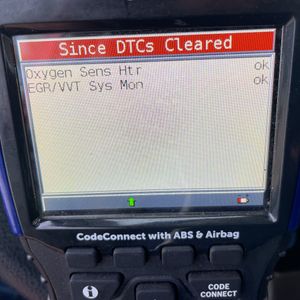 Since DTCs Cleared
Oxygen Sens Htr ok
EGR/VVT Sys Mon ok
CodeConnect with ABS & Airbag
i
CODE
CONNECT